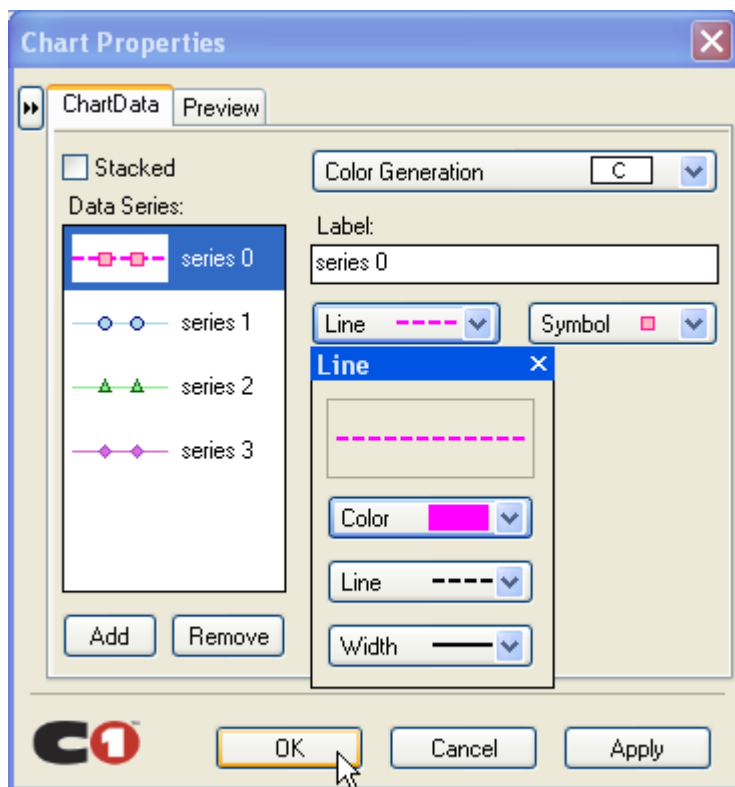 Chart Properties
ChartData Preview
Stacked
Color Generation C
Data Series:
Label:
series 0
series 0
series 1
Line
Symbol
Line
series 2
series 3
Color
Line
Width
Add Remove
C1™
OK Cancel Apply